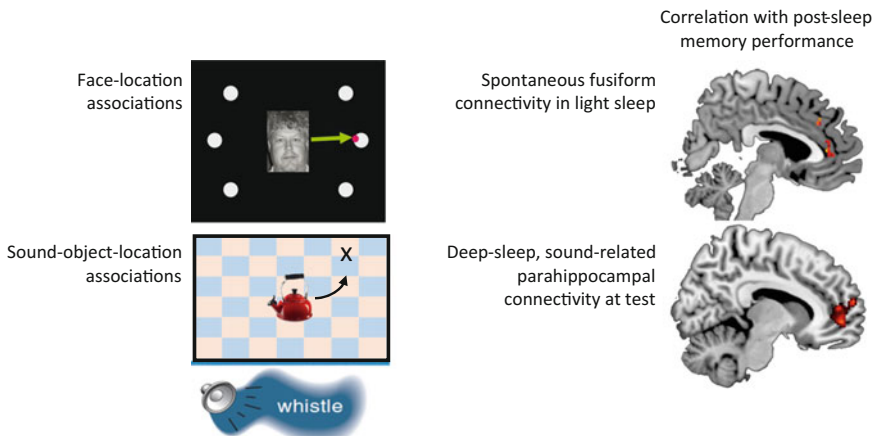 Correlation with post-sleep
memory performance
Face-location
associations
Spontaneous fusiform
connectivity in light sleep
Sound-object-location
associations
X
Deep-sleep, sound-related
parahippocampal
connectivity at test
whistle